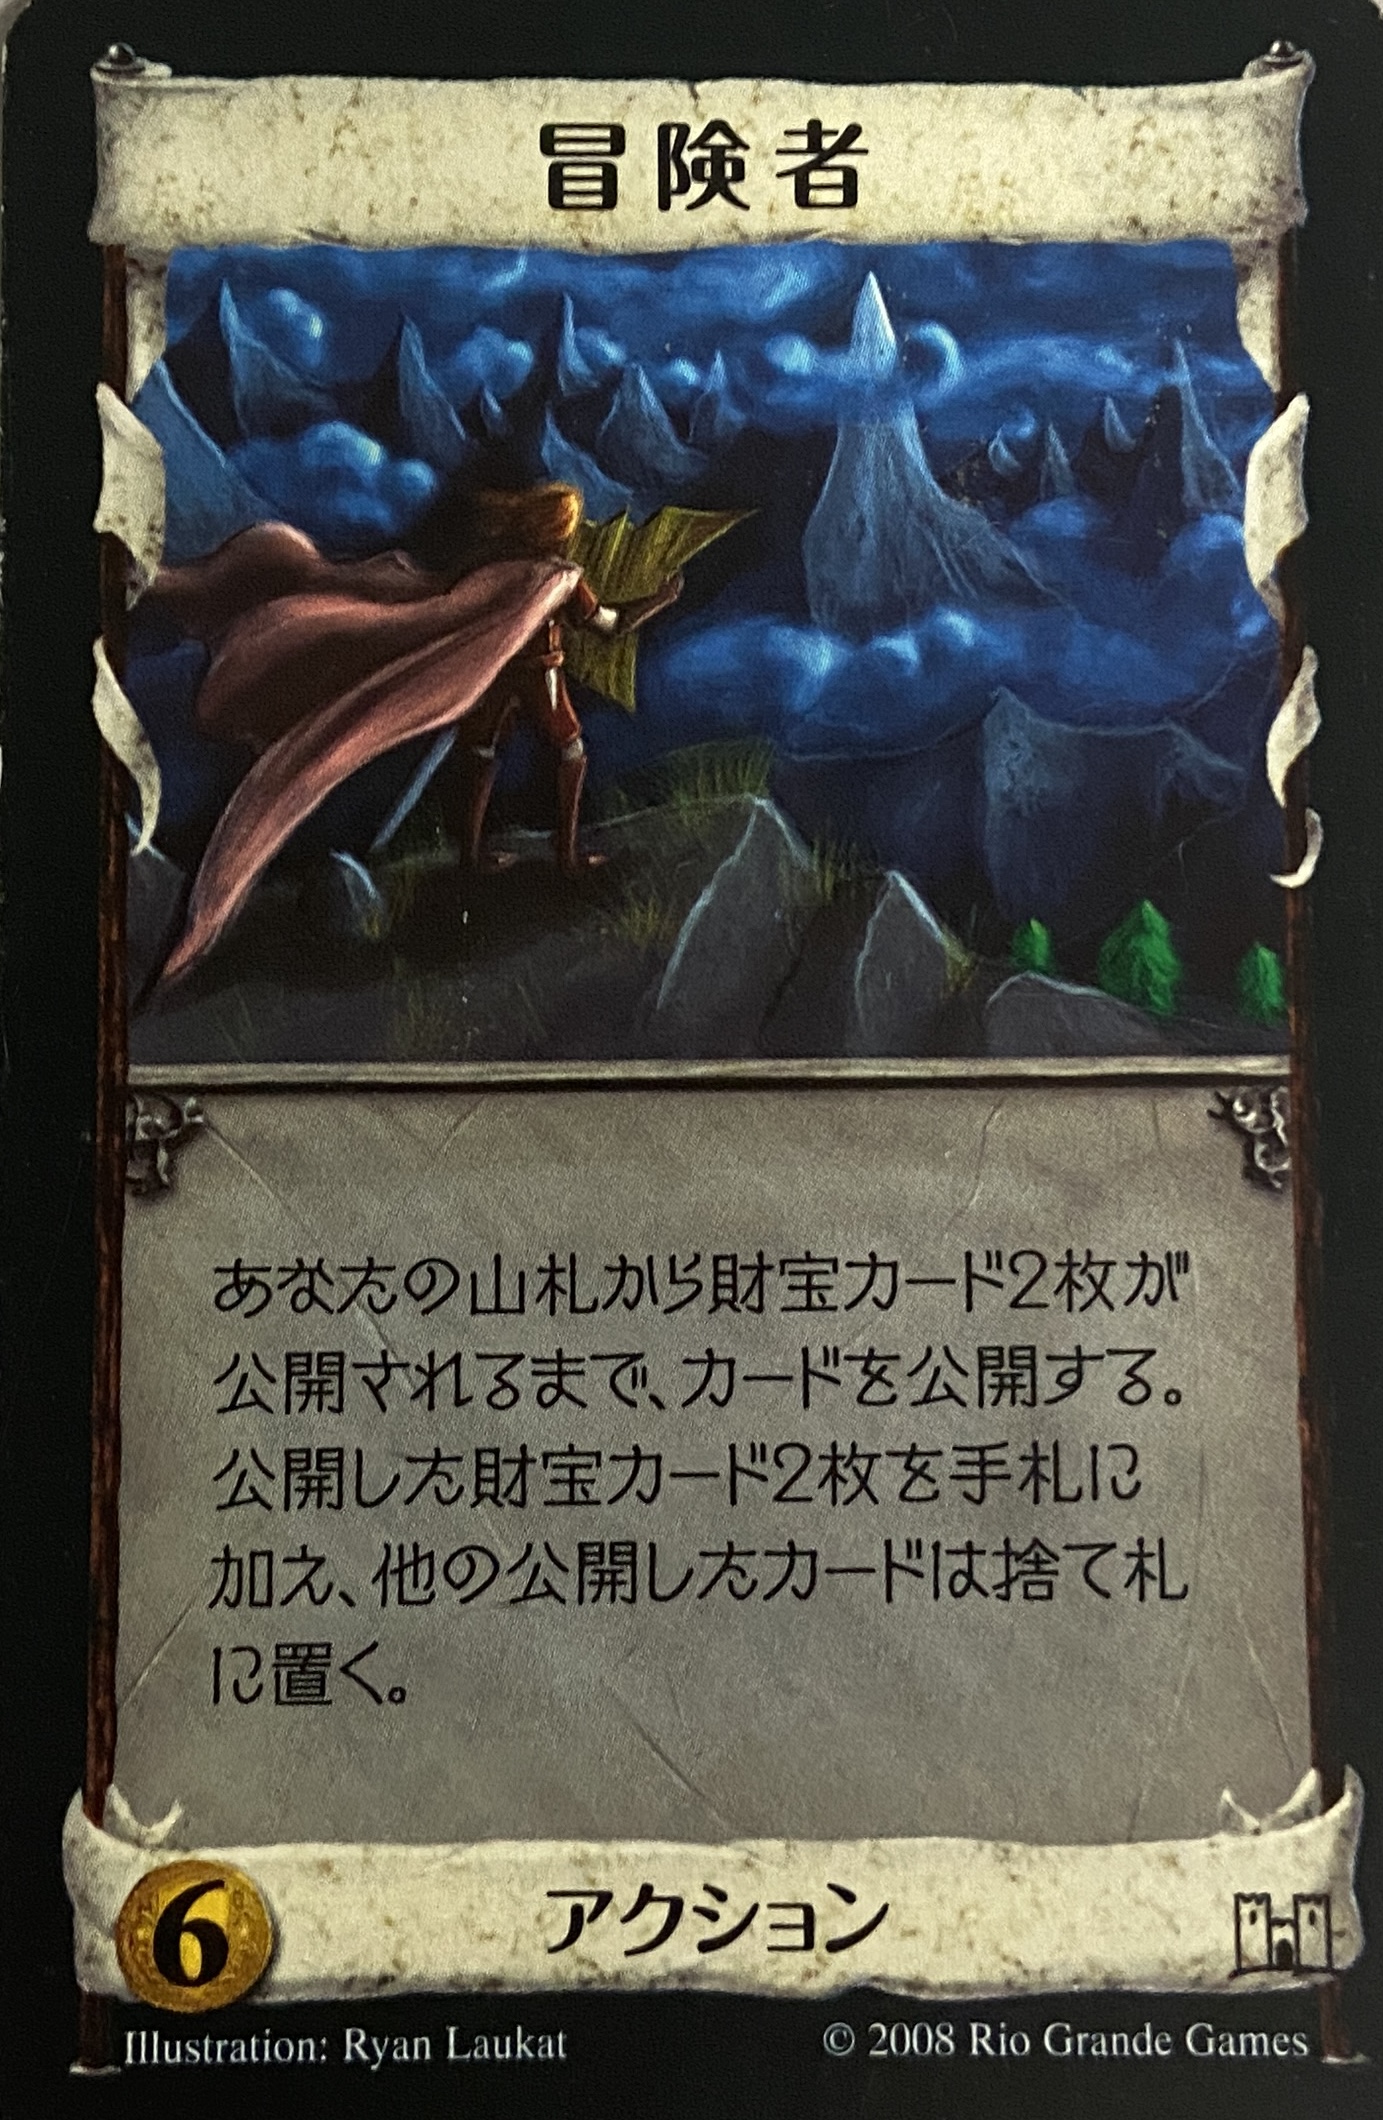 冒険者
あなたの山札から財宝カード2枚が
公開されるまで、カードを公開する。
公開した財宝カード2枚を手札に
加え、他の公開したカードは捨て札
に置く。
6
アクション
Illustration: Ryan Laukat
© 2008 Rio Grande Games